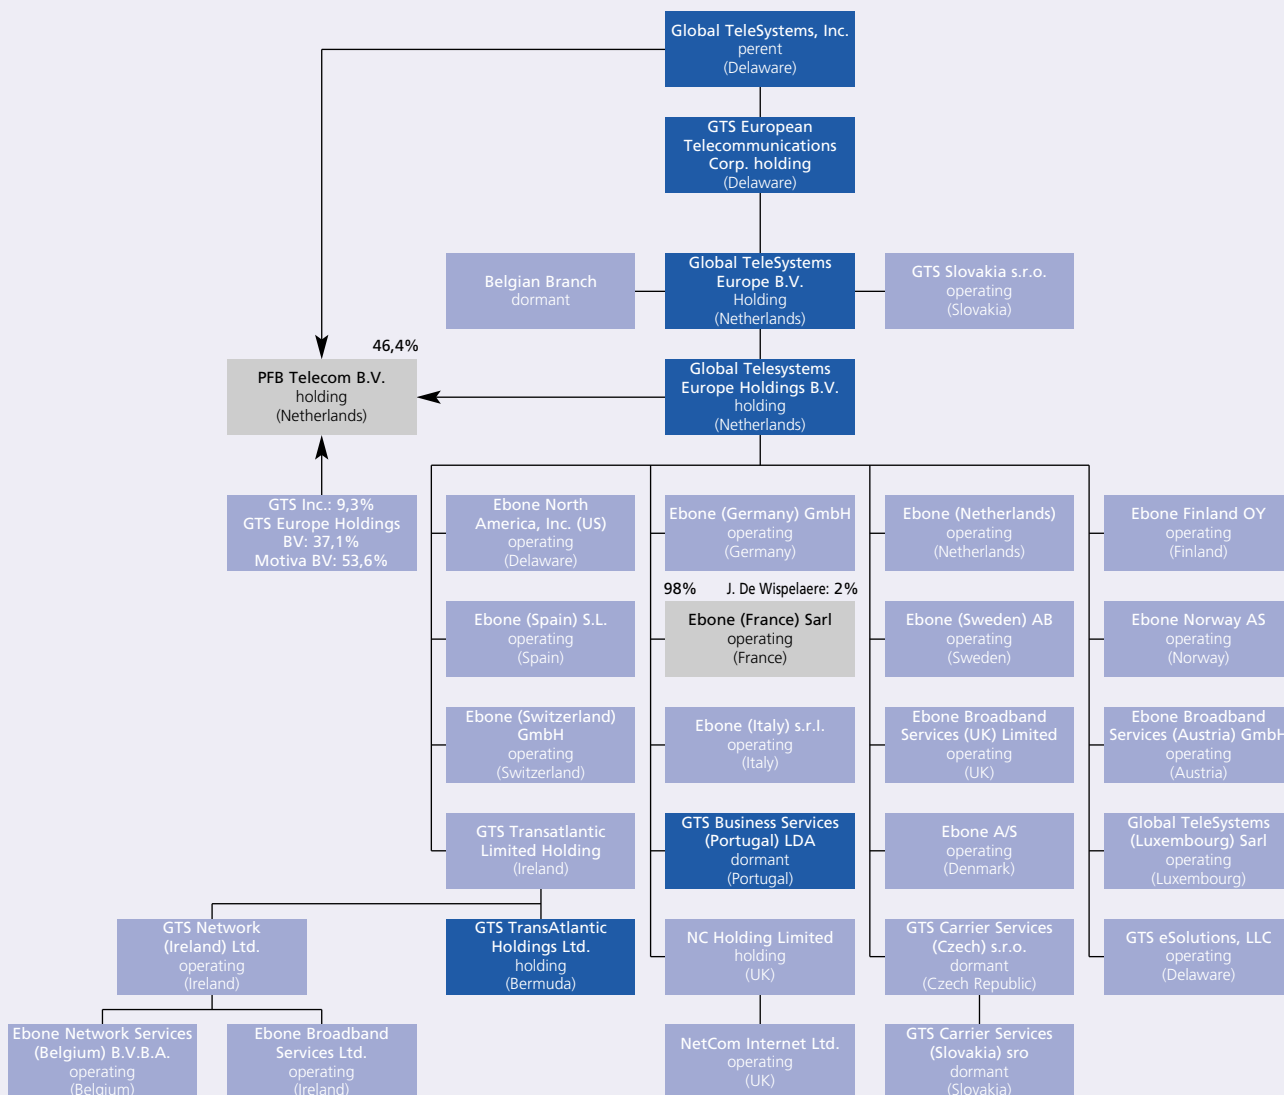 Global TeleSystems, Inc.
perent
(Delaware)
GTS European
Telecommunications
Corp. holding
(Delaware)
Belgian Branch
dormant
Global TeleSystems
Europe B.V.
Holding
(Netherlands)
GTS Slovakia s.r.o.
operating
(Slovakia)
46,4%
PFB Telecom B.V.
holding
(Netherlands)
Global Telesystems
Europe Holdings B.V.
holding
(Netherlands)
GTS Inc.: 9,3%
GTS Europe Holdings
BV: 37,1%
Motiva BV: 53,6%
Ebone North
America, Inc. (US)
operating
(Delaware)
Ebone (Germany) GmbH
operating
(Germany)
Ebone (Netherlands)
operating
(Netherlands)
Ebone Finland OY
operating
(Finland)
98% J. De Wispelaere: 2%
Ebone (Spain) S.L.
operating
(Spain)
Ebone (France) Sarl
operating
(France)
Ebone (Sweden) AB
operating
(Sweden)
Ebone Norway AS
operating
(Norway)
Ebone (Switzerland)
GmbH
operating
(Switzerland)
Ebone (Italy) s.r.l.
operating
(Italy)
Ebone Broadband
Services (UK) Limited
operating
(UK)
Ebone Broadband
Services (Austria) GmbH
operating
(Austria)
GTS Transatlantic
Limited Holding
(Ireland)
GTS Business Services
(Portugal) LDA
dormant
(Portugal)
Ebone A/S
operating
(Denmark)
Global TeleSystems
(Luxembourg) Sarl
operating
(Luxembourg)
GTS Network
(Ireland) Ltd.
operating
(Ireland)
GTS TransAtlantic
Holdings Ltd.
holding
(Bermuda)
NC Holding Limited
holding
(UK)
GTS Carrier Services
(Czech) s.r.o.
dormant
(Czech Republic)
GTS eSolutions, LLC
operating
(Delaware)
Ebone Network Services
(Belgium) B.V.B.A.
operating
(Belgium)
Ebone Broadband
Services Ltd.
operating
(Ireland)
NetCom Internet Ltd.
operating
(UK)
GTS Carrier Services
(Slovakia) sro
dormant
(Slovakia)